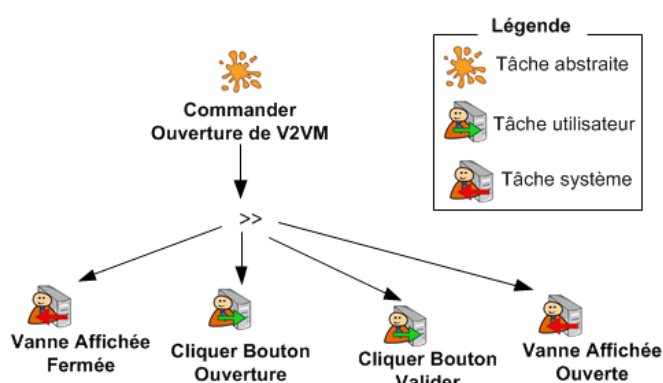 Légende
Tâche abstraite
Tâche utilisateur
Tâche système
Commander
Ouverture de V2VM
>>
Vanne Affichée
Fermée
Cliquer Bouton
Ouverture
Cliquer Bouton
Valider
Vanne Affichée
Ouverte